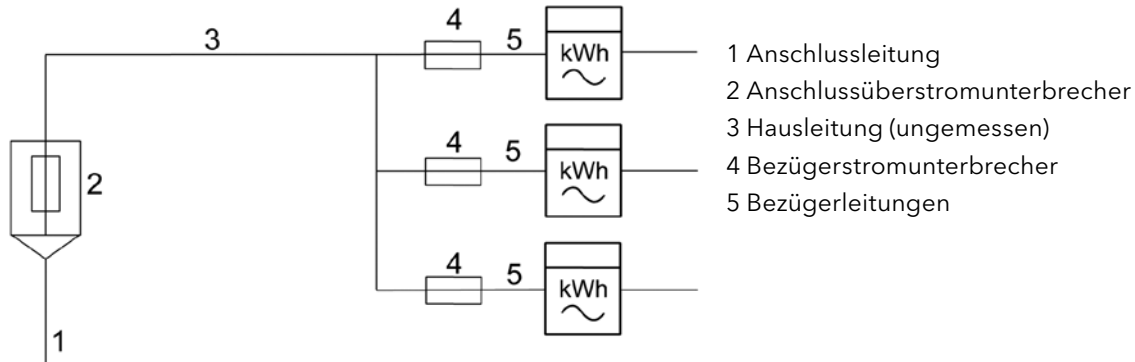 4
3
5
kWh
1 Anschlussleitung
2 Anschlussüberstromunterbrecher
3 Hausleitung (ungemessen)
4 Bezügerstromunterbrecher
5 Bezügerleitungen
4
5
kWh
2
4
5
kWh
1